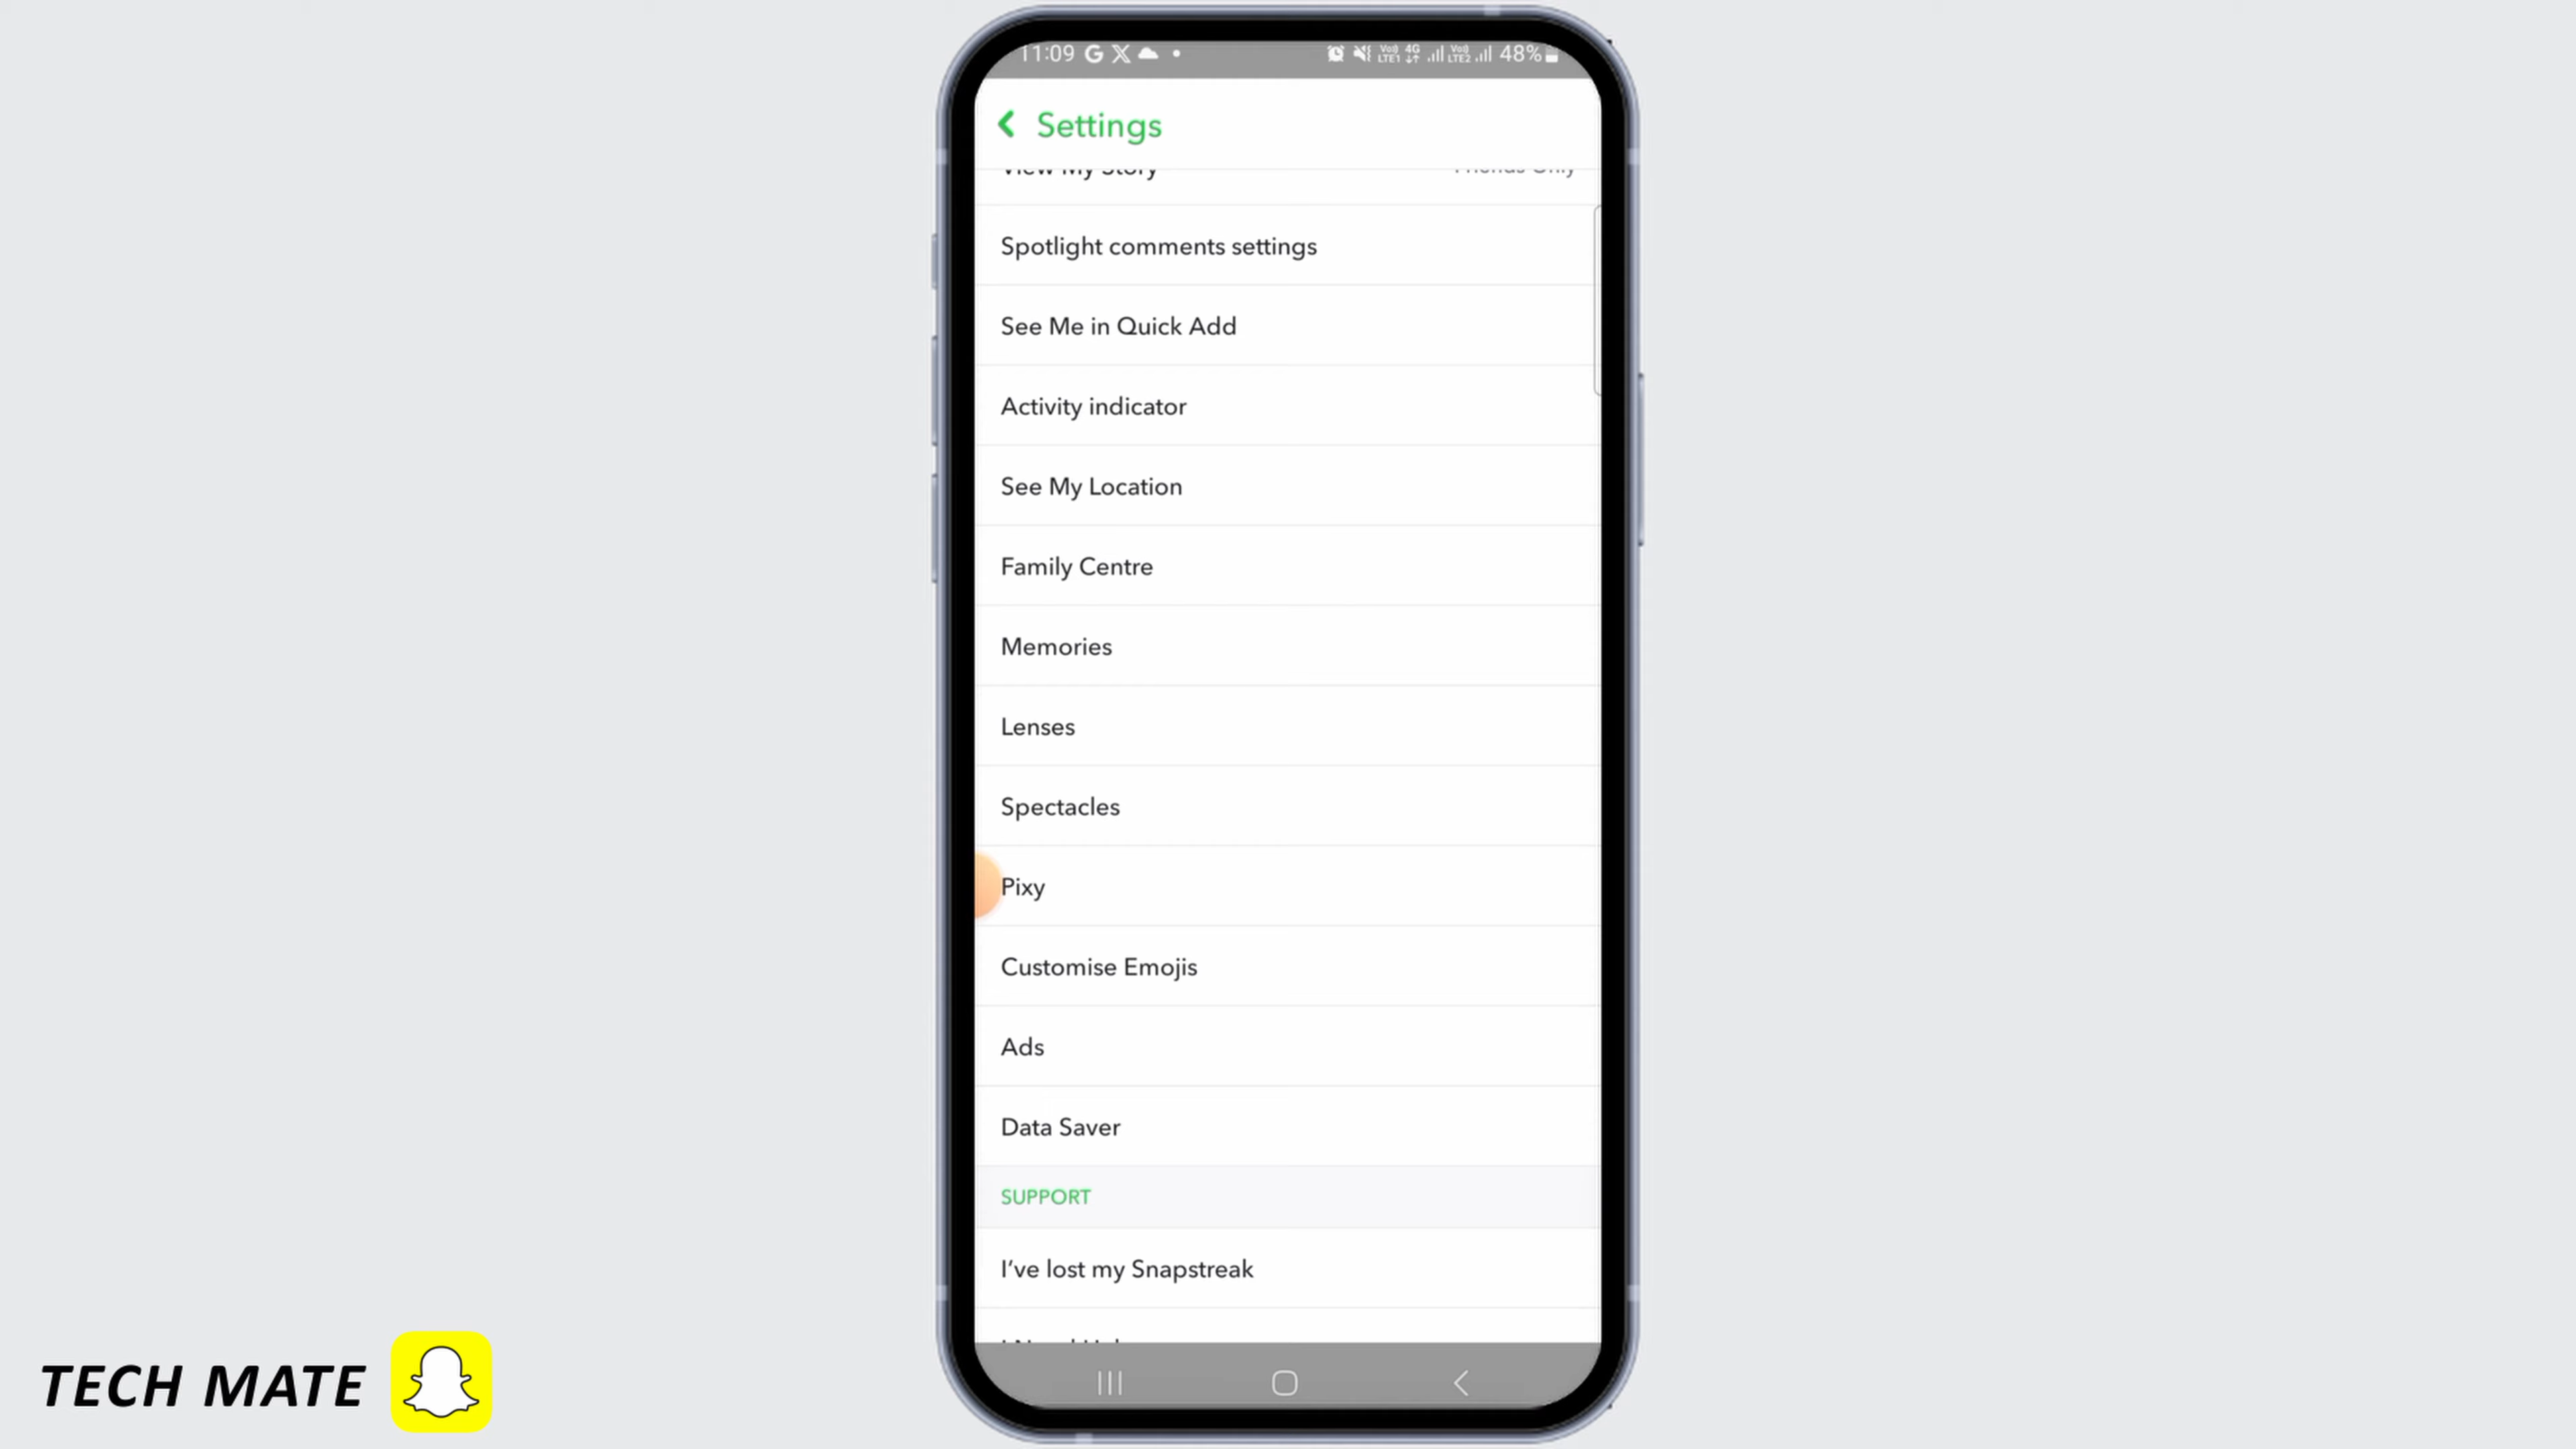 11:09 48%
Settings
View My Story Friends Only
Spotlight comments settings
See Me in Quick Add
Activity indicator
See My Location
Family Centre
Memories
Lenses
Spectacles
Pixy
Customise Emojis
Ads
Data Saver
SUPPORT
I've lost my Snapstreak
TECH MATE